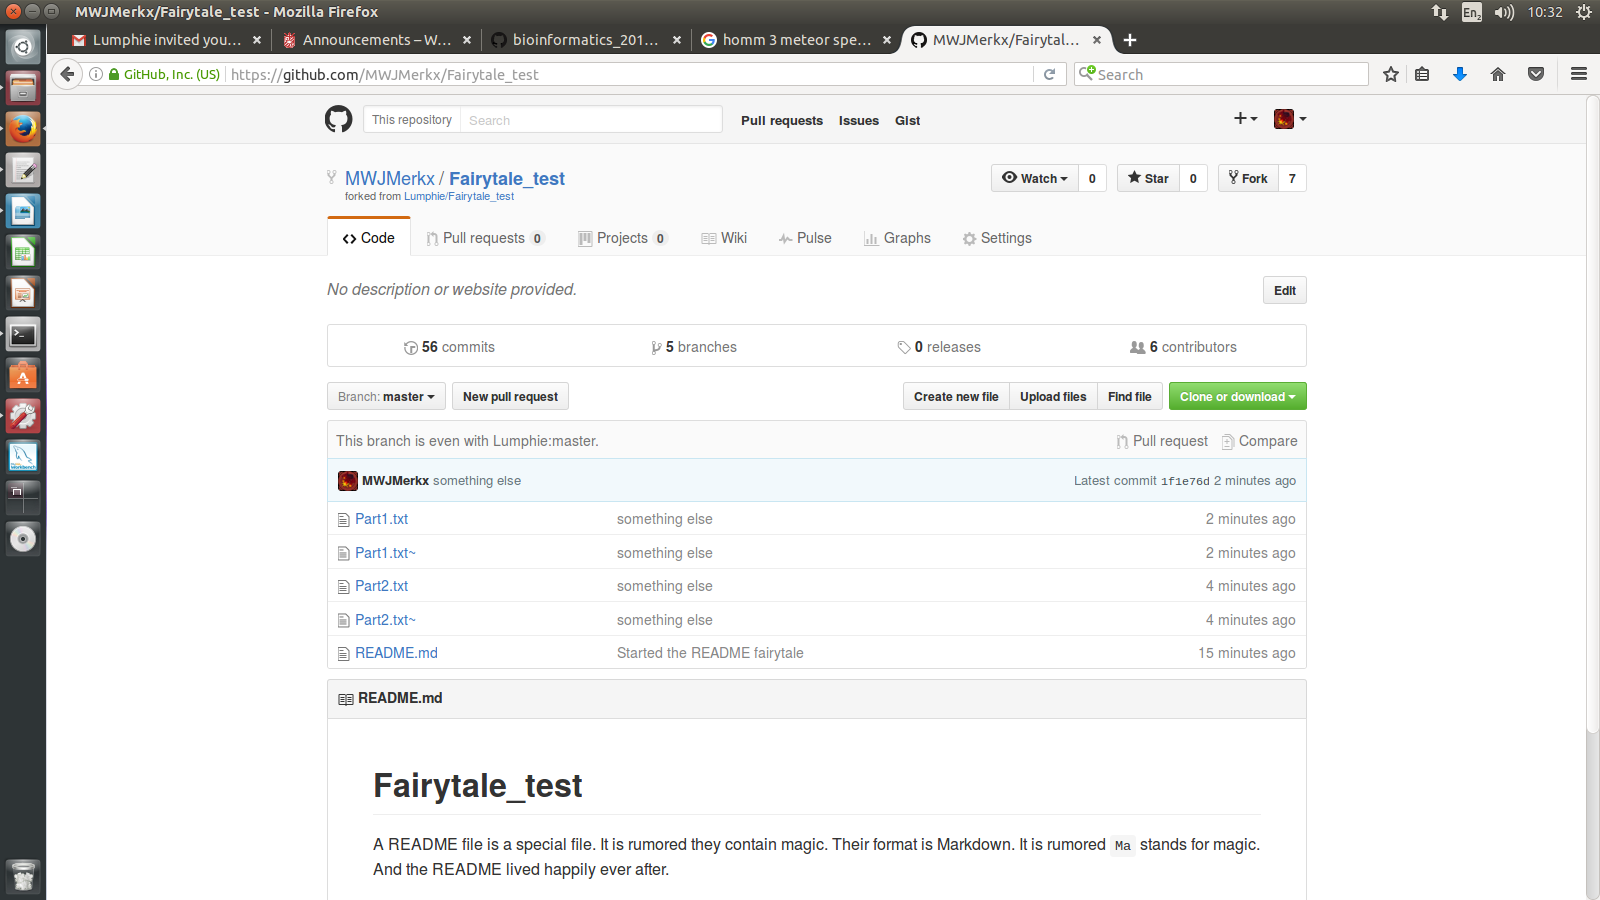 MWJMerkx/Fairytale_test - Mozilla Firefox
En2
10:32
Lumphie invited you...
Announcements – W...
bioinformatics_201...
homm 3 meteor spe...
MWJMerkx/Fairytal...
GitHub, Inc. (US)
https://github.com/MWJMerkx/Fairytale_test
Search
This repository
Search
Pull requests
Issues
Gist
MWJMerkx / Fairytale_test
Watch 0
Star 0
Fork 7
forked from Lumphie/Fairytale_test
Code
Pull requests 0
Projects 0
Wiki
Pulse
Graphs
Settings
No description or website provided.
Edit
56 commits
5 branches
0 releases
6 contributors
Branch: master
New pull request
Create new file
Upload files
Find file
Clone or download
This branch is even with Lumphie:master.
Pull request
Compare
MWJMerkx something else
Latest commit 1f1e76d 2 minutes ago
Part1.txt something else 2 minutes ago
Part1.txt~ something else 2 minutes ago
Part2.txt something else 4 minutes ago
Part2.txt~ something else 4 minutes ago
README.md Started the README fairytale 15 minutes ago
README.md
Fairytale_test
A README file is a special file. It is rumored they contain magic. Their format is Markdown. It is rumored Ma stands for magic.
And the README lived happily ever after.